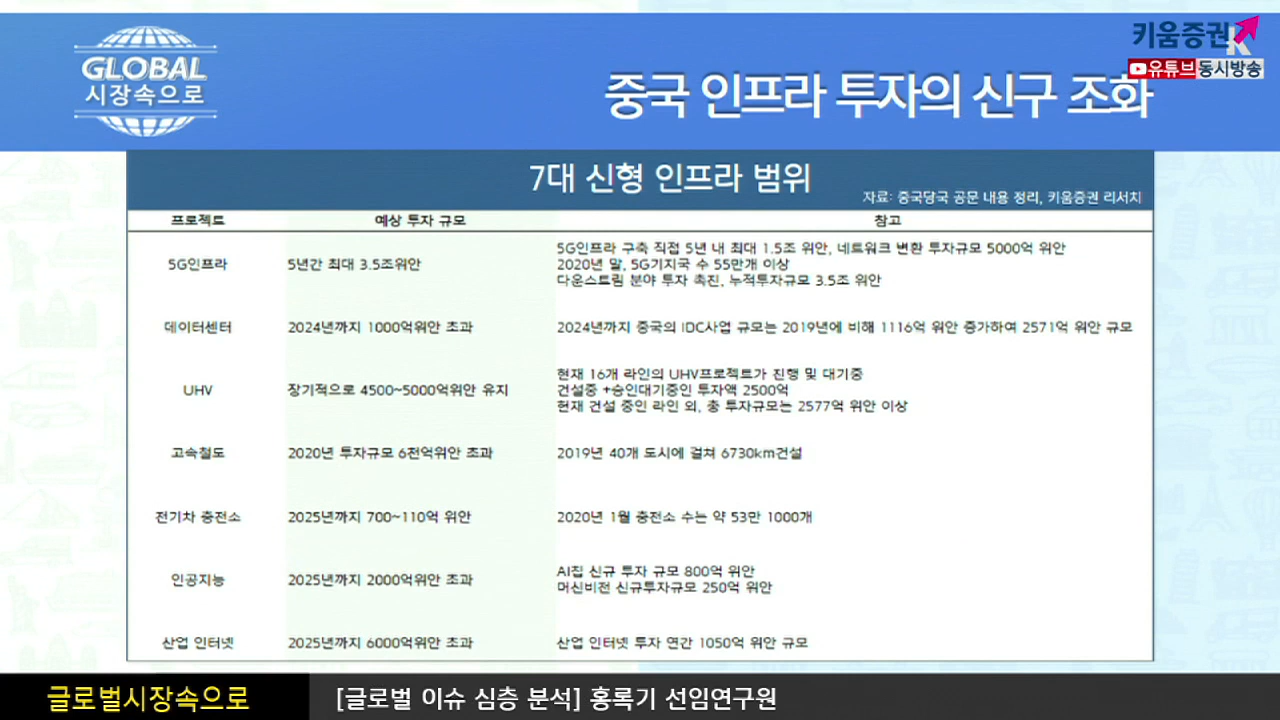 GLOBAL
시장속으로
키움증권
유튜브 동시방송
중국 인프라 투자의 신구 조화
7대 신형 인프라 범위
자료: 중국당국 공문 내용 정리, 키움증권 리서치
프로젝트 예상 투자 규모 참고
5G인프라 5년간 최대 3.5조위안
5G인프라 구축 직접 5년 내 최대 1.5조 위안, 네트워크 변환 투자규모 5000억 위안
2020년 말, 5G기지국 수 55만개 이상
다운스트림 분야 투자 촉진, 누적투자규모 3.5조 위안
데이터센터 2024년까지 1000억위안 초과 2024년까지 중국의 IDC사업 규모는 2019년에 비해 1116억 위안 증가하여 2571억 위안 규모
UHV 장기적으로 4500~5000억위안 유지
현재 16개 라인의 UHV프로젝트가 진행 및 대기중
건설중 +승인대기중인 투자액 2500억
현재 건설 중인 라인 외, 총 투자규모는 2577억 위안 이상
고속철도 2020년 투자규모 6천억위안 초과 2019년 40개 도시에 걸쳐 6730km건설
전기차 충전소 2025년까지 700~110억 위안 2020년 1월 충전소 수는 약 53만 1000개
인공지능 2025년까지 2000억위안 초과
AI칩 신규 투자 규모 800억 위안
머신비전 신규투자규모 250억 위안
산업 인터넷 2025년까지 6000억위안 초과 산업 인터넷 투자 연간 1050억 위안 규모
글로벌시장속으로
[글로벌 이슈 심층 분석] 홍록기 선임연구원